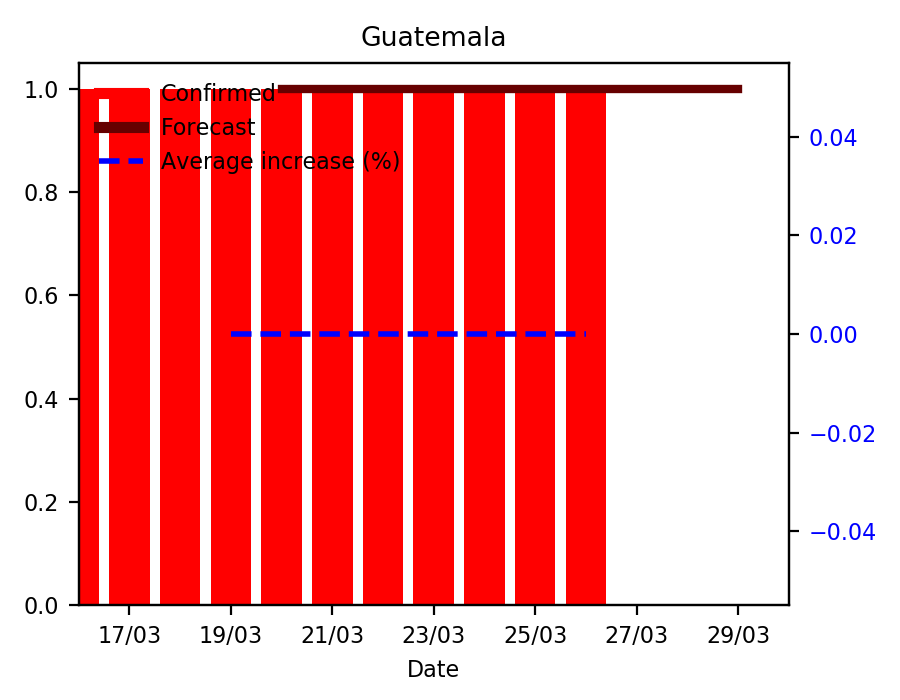 Guatemala
1.0
0.8
0.6
0.4
0.2
0.0
Confirmed
Forecast
Average increase (%)
0.04
0.02
0.00
−0.02
−0.04
17/03 19/03 21/03 23/03 25/03 27/03 29/03
Date